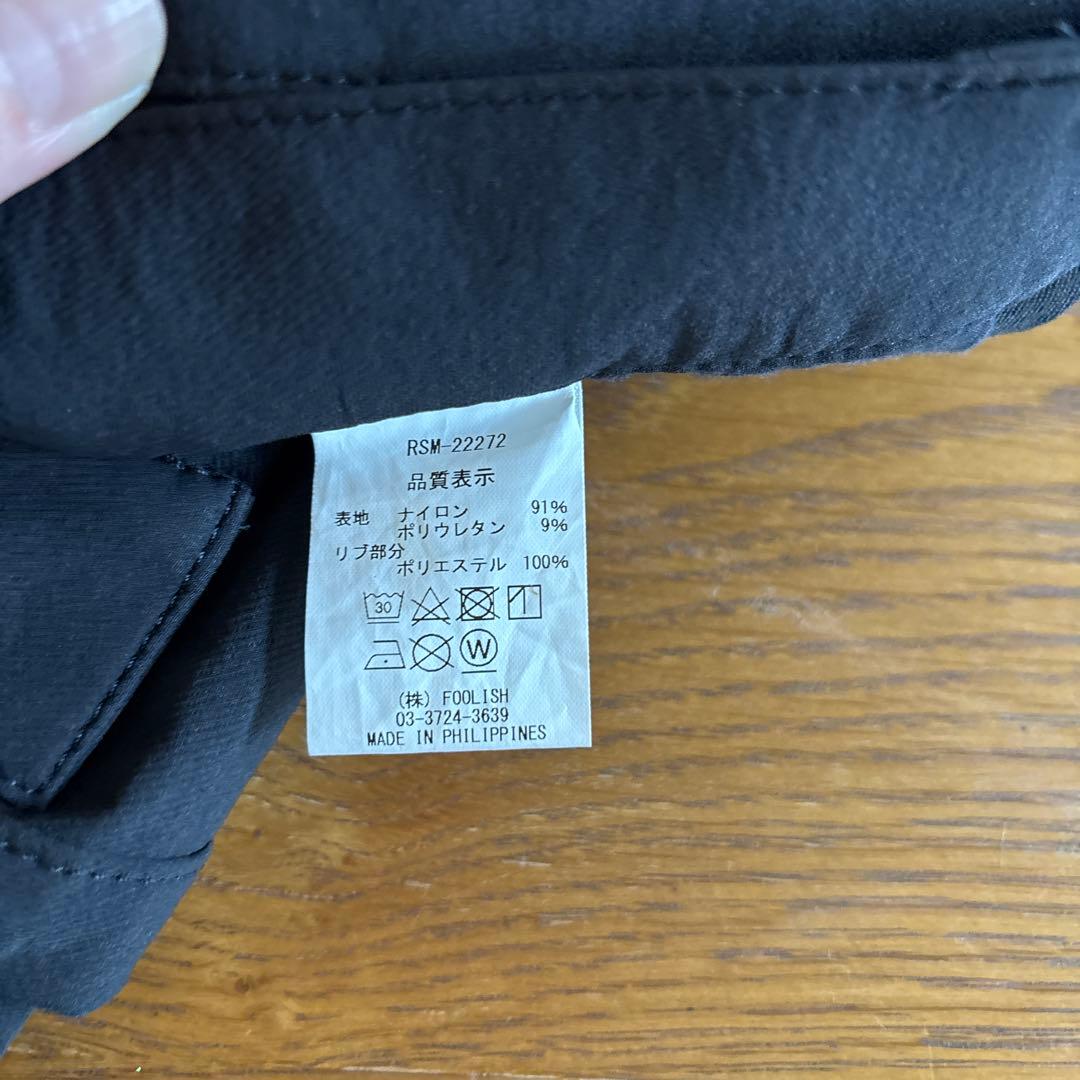 RSM-22272
品質表示
表地 ナイロン 91%
ポリウレタン 9%
リブ部分
ポリエステル 100%
30
W
(株) FOOLISH
03-3724-3639
MADE IN PHILIPPINES